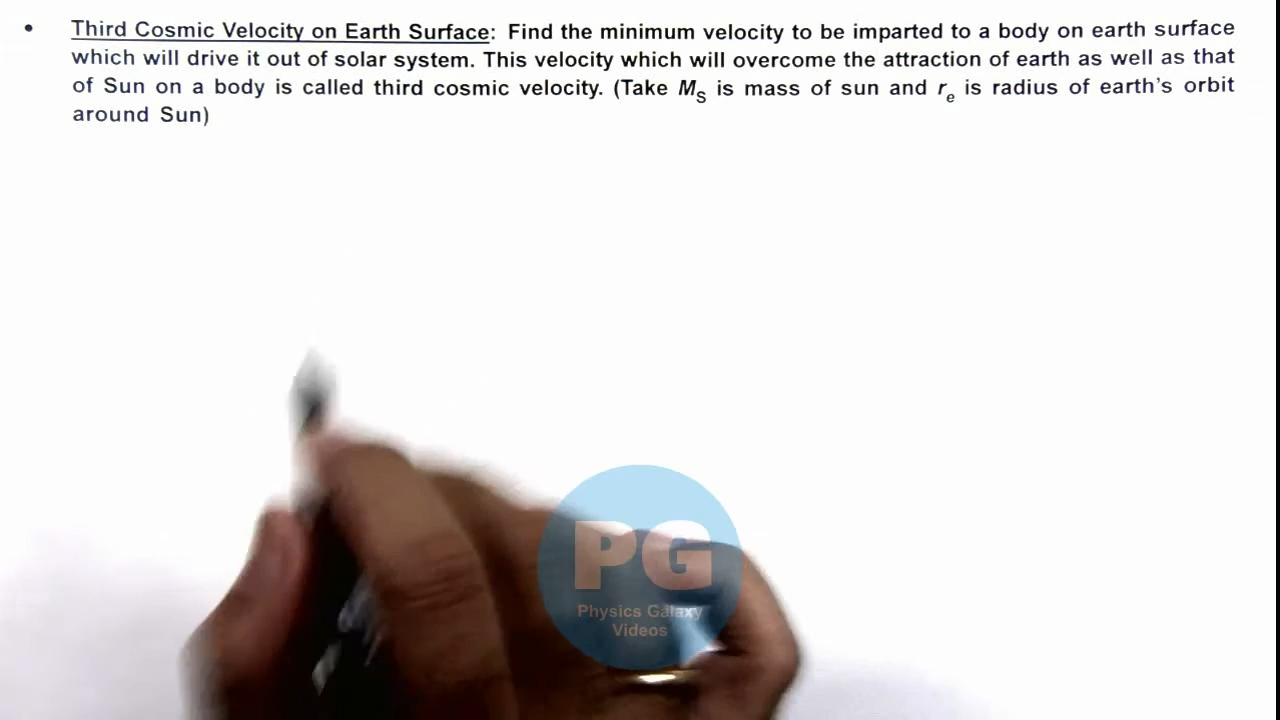 • Third Cosmic Velocity on Earth Surface: Find the minimum velocity to be imparted to a body on earth surface
which will drive it out of solar system. This velocity which will overcome the attraction of earth as well as that
of Sun on a body is called third cosmic velocity. (Take M_S is mass of sun and r_e is radius of earth's orbit
around Sun)
PG
Physics Galaxy
Videos